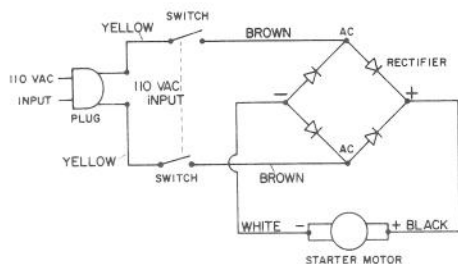 YELLOW
SWITCH
BROWN
AC
110 VAC
INPUT
PLUG
110 VAC
INPUT
RECTIFIER
-
+
YELLOW
SWITCH
BROWN
AC
WHITE
-
+
BLACK
STARTER MOTOR